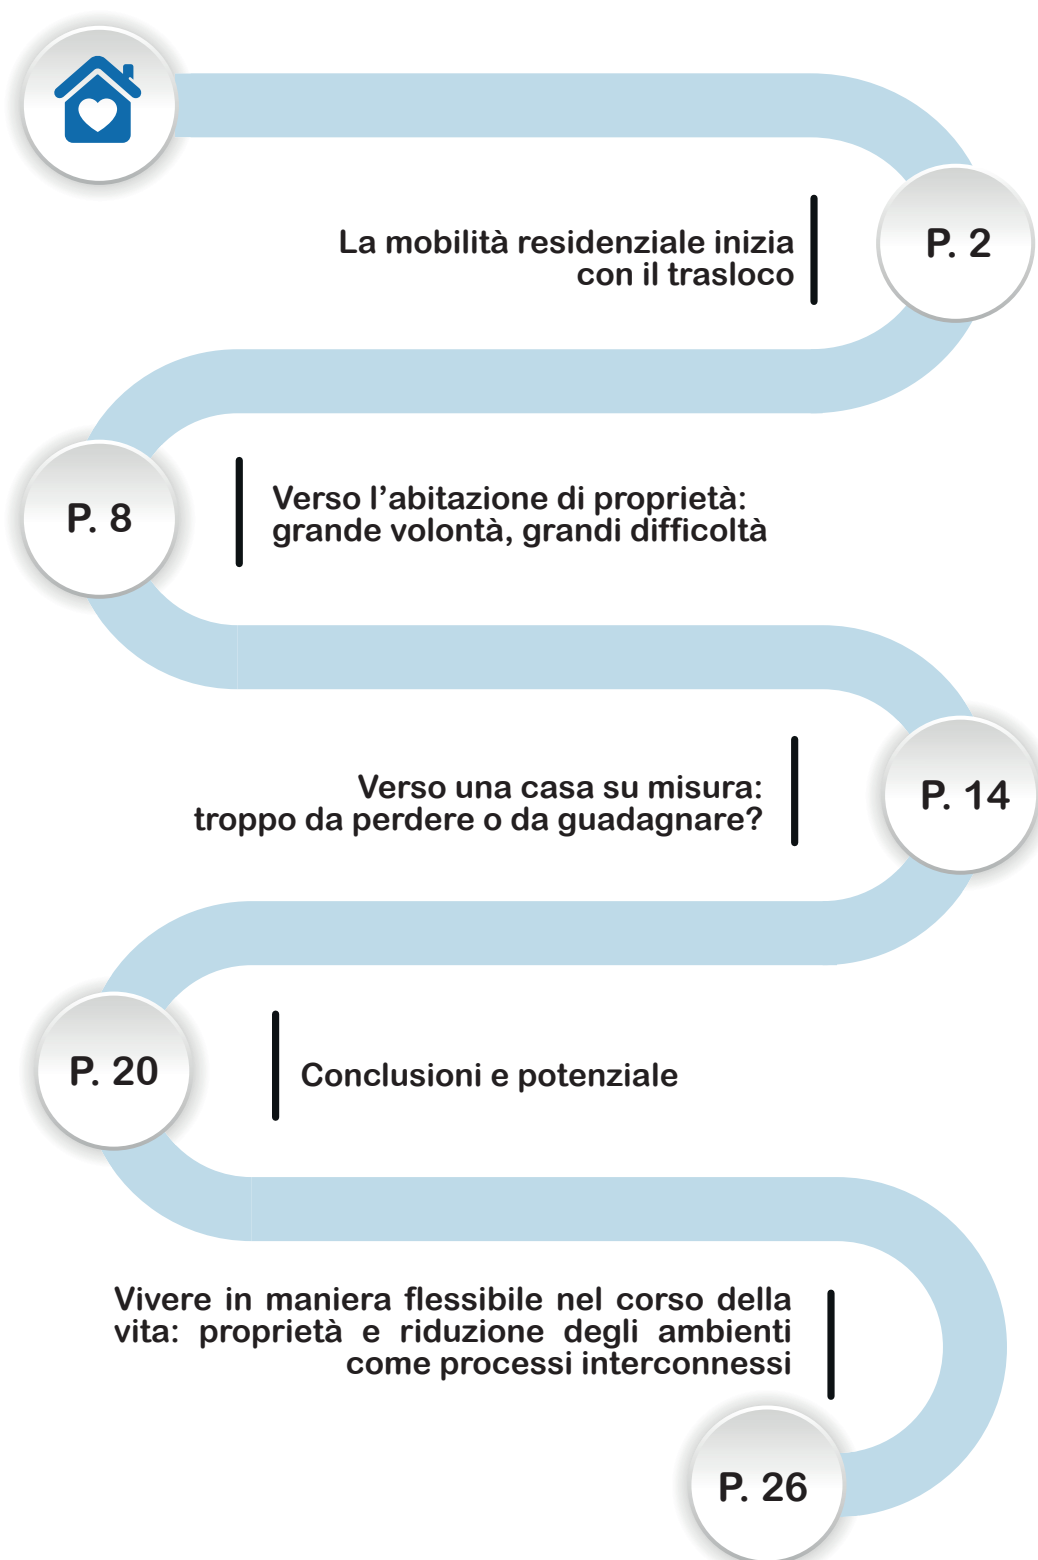 La mobilità residenziale inizia
con il trasloco
P. 2
P. 8
Verso l’abitazione di proprietà:
grande volontà, grandi difficoltà
Verso una casa su misura:
troppo da perdere o da guadagnare?
P. 14
P. 20
Conclusioni e potenziale
Vivere in maniera flessibile nel corso della
vita: proprietà e riduzione degli ambienti
come processi interconnessi
P. 26